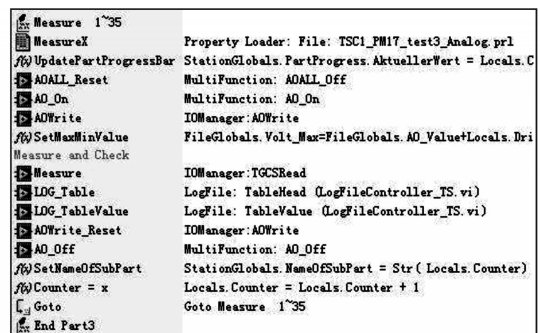 Measure 1~35
MeasureX Property Loader: File: TSC1_PM17_test3_Analog.prl
f(x) UpdatePartProgressBar StationGlobals.PartProgress.AktuellerWert = Locals.C
AOALL_Reset MultiFunction: AOALL_Off
AO_On MultiFunction: AO_On
AOWrite IOManager:AOWrite
f(x) SetMaxMinValue FileGlobals.Volt_Max=FileGlobals.AO_Value+Locals.Dri
Measure and Check
Measure IOManager:TGCSRead
LOG_Table LogFile: TableHead (LogFileController_TS.vi)
LOG_TableValue LogFile: TableValue (LogFileController_TS.vi)
AOWrite_Reset IOManager:AOWrite
AO_Off MultiFunction: AO_Off
f(x) SetNameOfSubPart StationGlobals.NameOfSubPart = Str( Locals.Counter)
f(x) Counter = x Locals.Counter = Locals.Counter + 1
Goto Goto Measure 1~35
End Part3